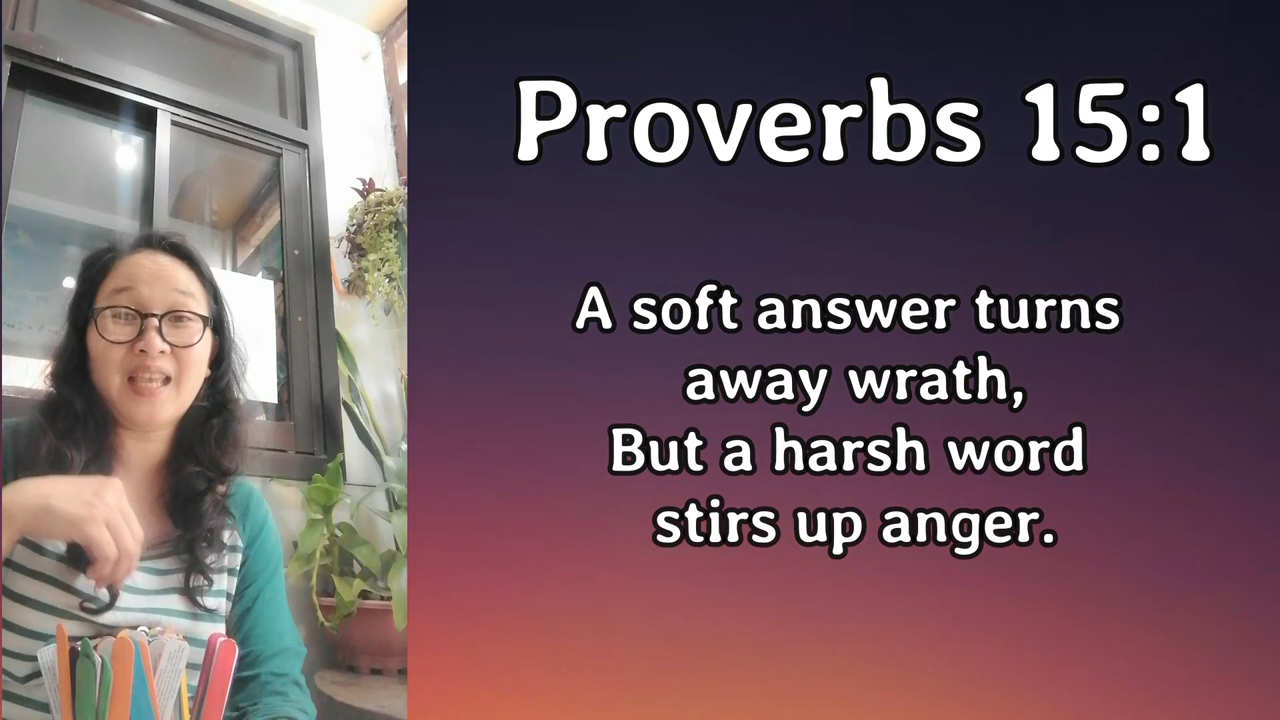 Proverbs 15:1
A soft answer turns
away wrath,
But a harsh word
stirs up anger.